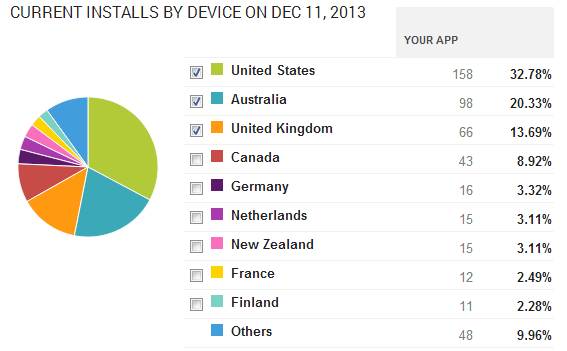 CURRENT INSTALLS BY DEVICE ON DEC 11, 2013
YOUR APP
United States 158 32.78%
Australia 98 20.33%
United Kingdom 66 13.69%
Canada 43 8.92%
Germany 16 3.32%
Netherlands 15 3.11%
New Zealand 15 3.11%
France 12 2.49%
Finland 11 2.28%
Others 48 9.96%